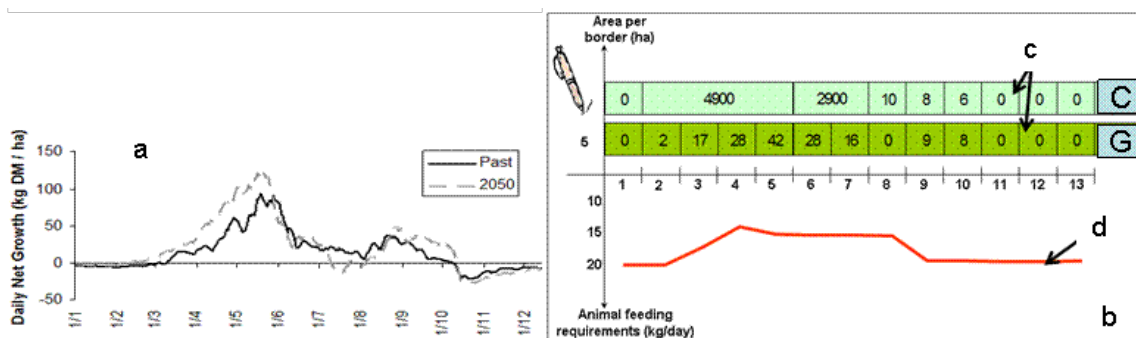 a
Daily Net Growth (kg DM / ha)
150
100
50
0
-50
Past
2050
1/1
1/2
1/3
1/4
1/5
1/6
1/7
1/8
1/9
1/10
1/11
1/12
Area per
border (ha)
c
0 4900 2900 10 8 6 0 0 0 C
5 0 2 17 28 42 28 16 0 9 8 0 0 0 G
1 2 3 4 5 6 7 8 9 10 11 12 13
10
15
20
d
Animal feeding
requirements (kg/day)
b